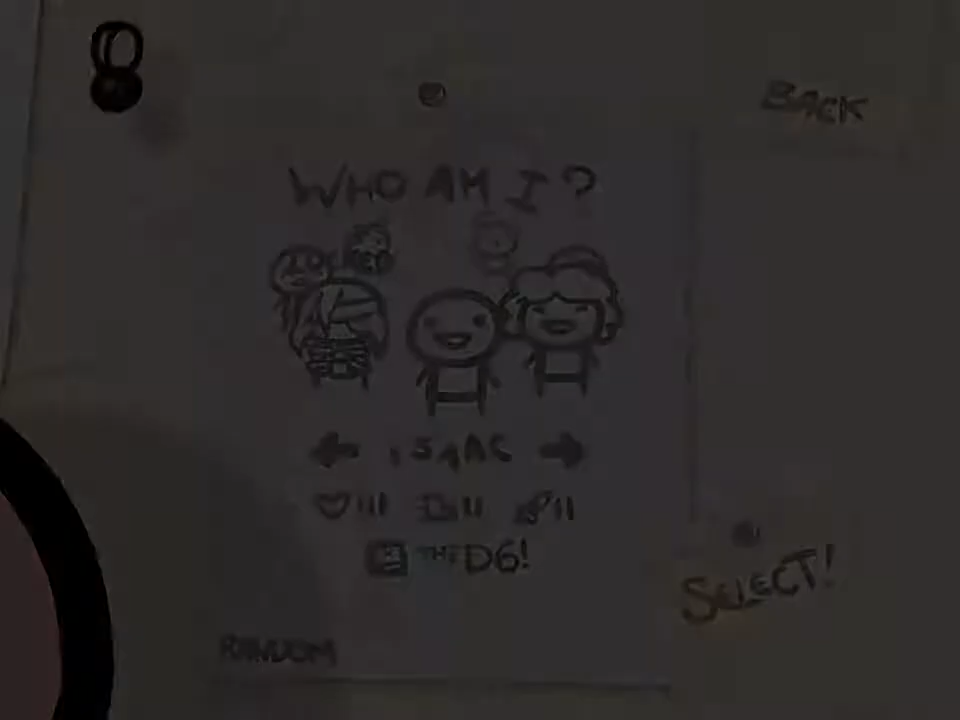 BACK
WHO AM I?
ISAAC
THE D6!
SELECT!
RANDOM